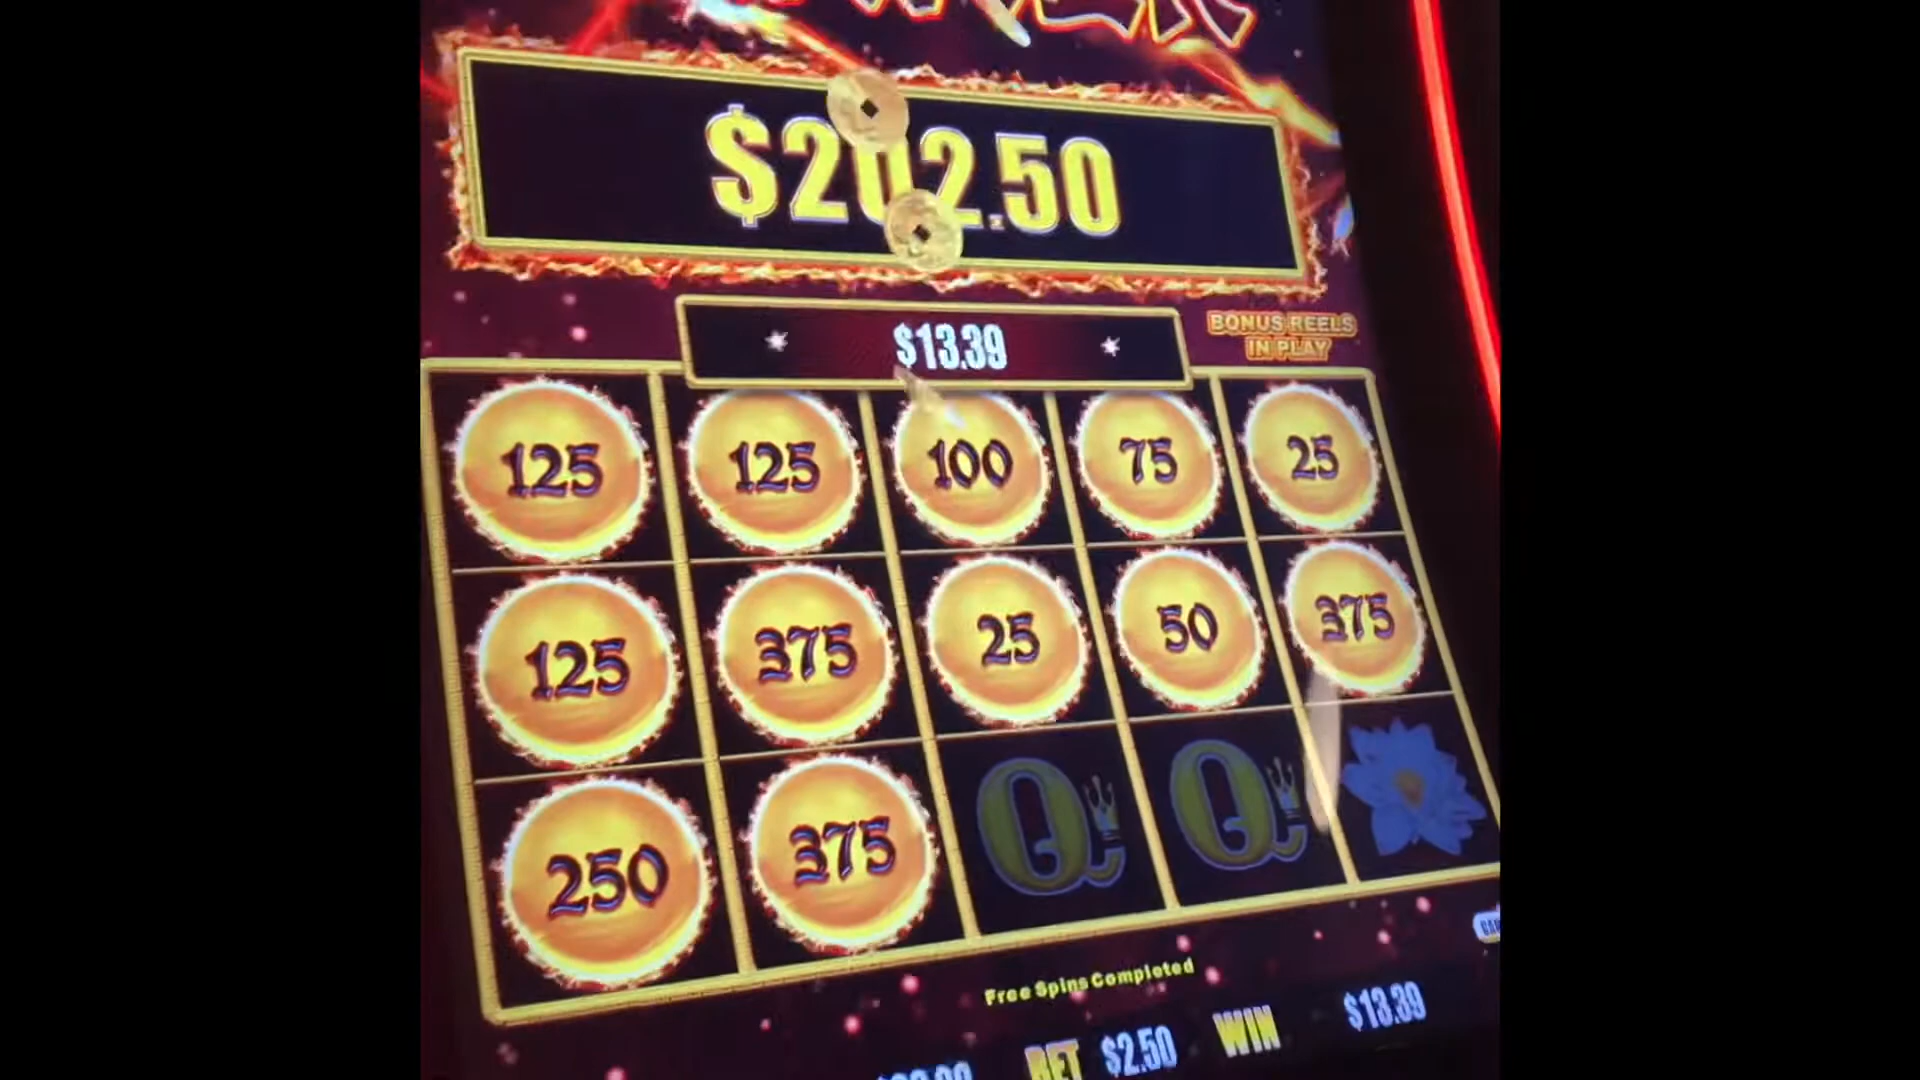 $202.50
$13.39
BONUS REELS
IN PLAY
125 125 100 75 25
125 375 25 50 375
250 375 Q Q
Free Spins Completed
BET $2.50 WIN $13.39